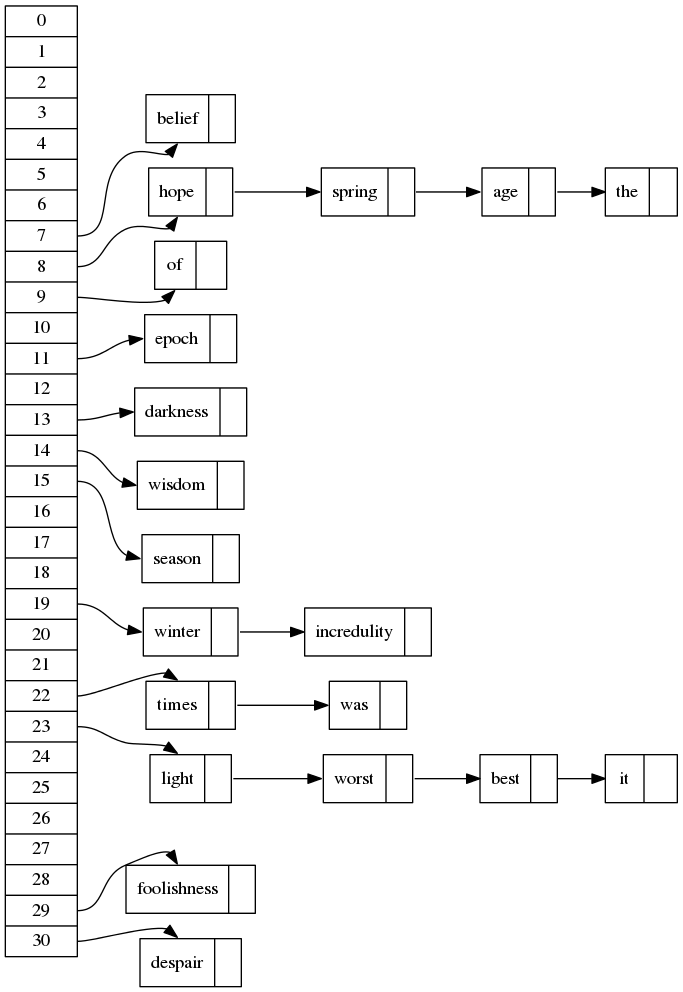 0
1
2
3
belief
4
5
hope spring age the
6
7
8
of
9
10
epoch
11
12
13
darkness
14
15
wisdom
16
17
season
18
19
winter incredulity
20
21
22
times was
23
24
light worst best it
25
26
27
28
foolishness
29
30
despair